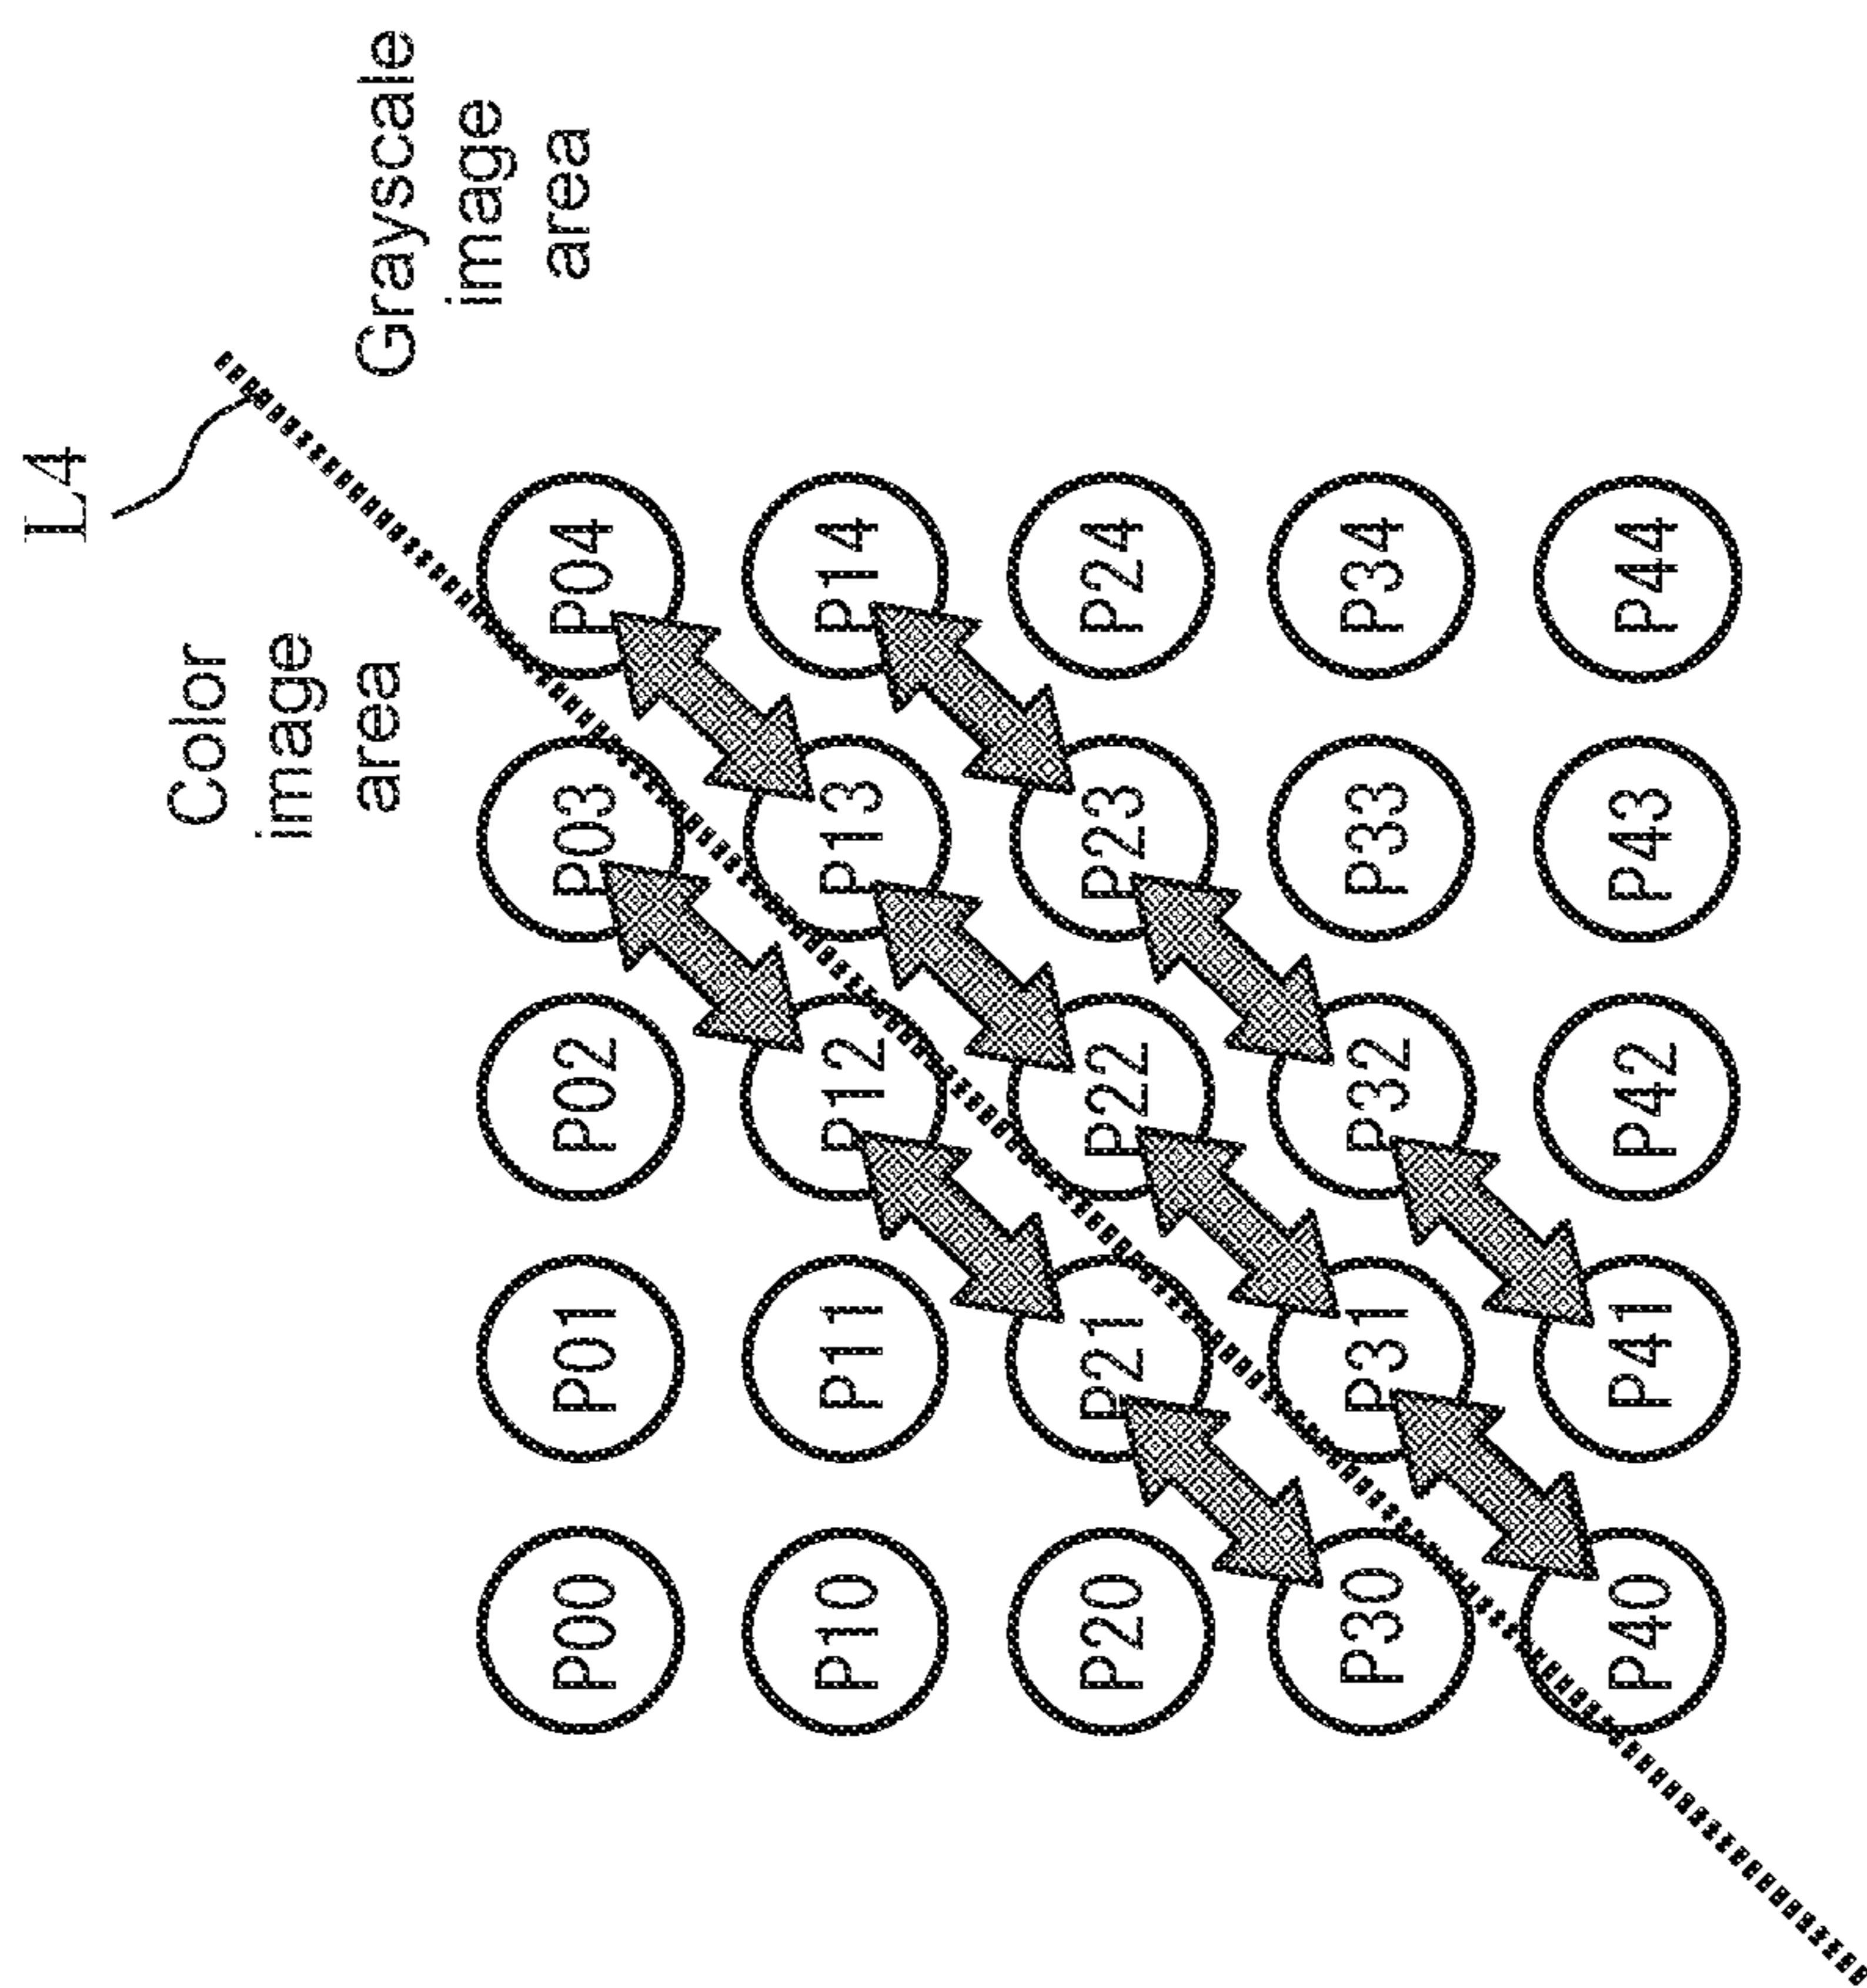 L4
Color
image
area
Grayscale
image
area
P00 P01 P02 P03 P04
P10 P11 P12 P13 P14
P20 P21 P22 P23 P24
P30 P31 P32 P33 P34
P40 P41 P42 P43 P44